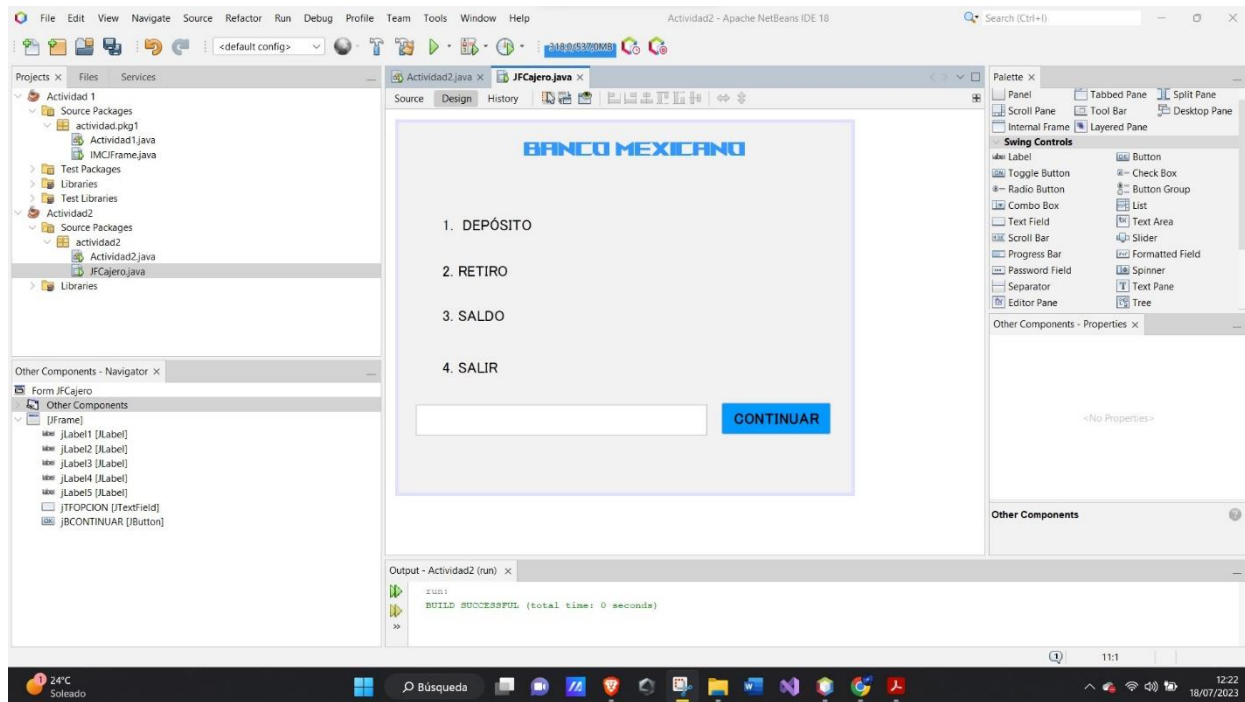 File Edit View Navigate Source Refactor Run Debug Profile Team Tools Window Help Actividad2 - Apache NetBeans IDE 18 Search (Ctrl+I)
<default config> 318,0/537,0MB
Projects Files Services
Actividad 1
Source Packages
actividad.pkg1
Actividad1.java
IMCJFrame.java
Test Packages
Libraries
Test Libraries
Actividad2
Source Packages
actividad2
Actividad2.java
JFCajero.java
Libraries
Other Components - Navigator
Form JFCajero
Other Components
[JFrame]
jLabel1 [JLabel]
jLabel2 [JLabel]
jLabel3 [JLabel]
jLabel4 [JLabel]
jLabel5 [JLabel]
jTFOPCION [JTextField]
jBCONTINUAR [JButton]
Actividad2.java JFCajero.java
Source Design History
BANCO MEXICANO
1. DEPÓSITO
2. RETIRO
3. SALDO
4. SALIR
CONTINUAR
Output - Actividad2 (run)
run:
BUILD SUCCESSFUL (total time: 0 seconds)
Palette
Panel Tabbed Pane Split Pane
Scroll Pane Tool Bar Desktop Pane
Internal Frame Layered Pane
Swing Controls
Label Button
Toggle Button Check Box
Radio Button Button Group
Combo Box List
Text Field Text Area
Scroll Bar Slider
Progress Bar Formatted Field
Password Field Spinner
Separator Text Pane
Editor Pane Tree
Other Components - Properties
<No Properties>
Other Components
1 11:1
1 24°C
Soleado
Búsqueda
12:22
18/07/2023